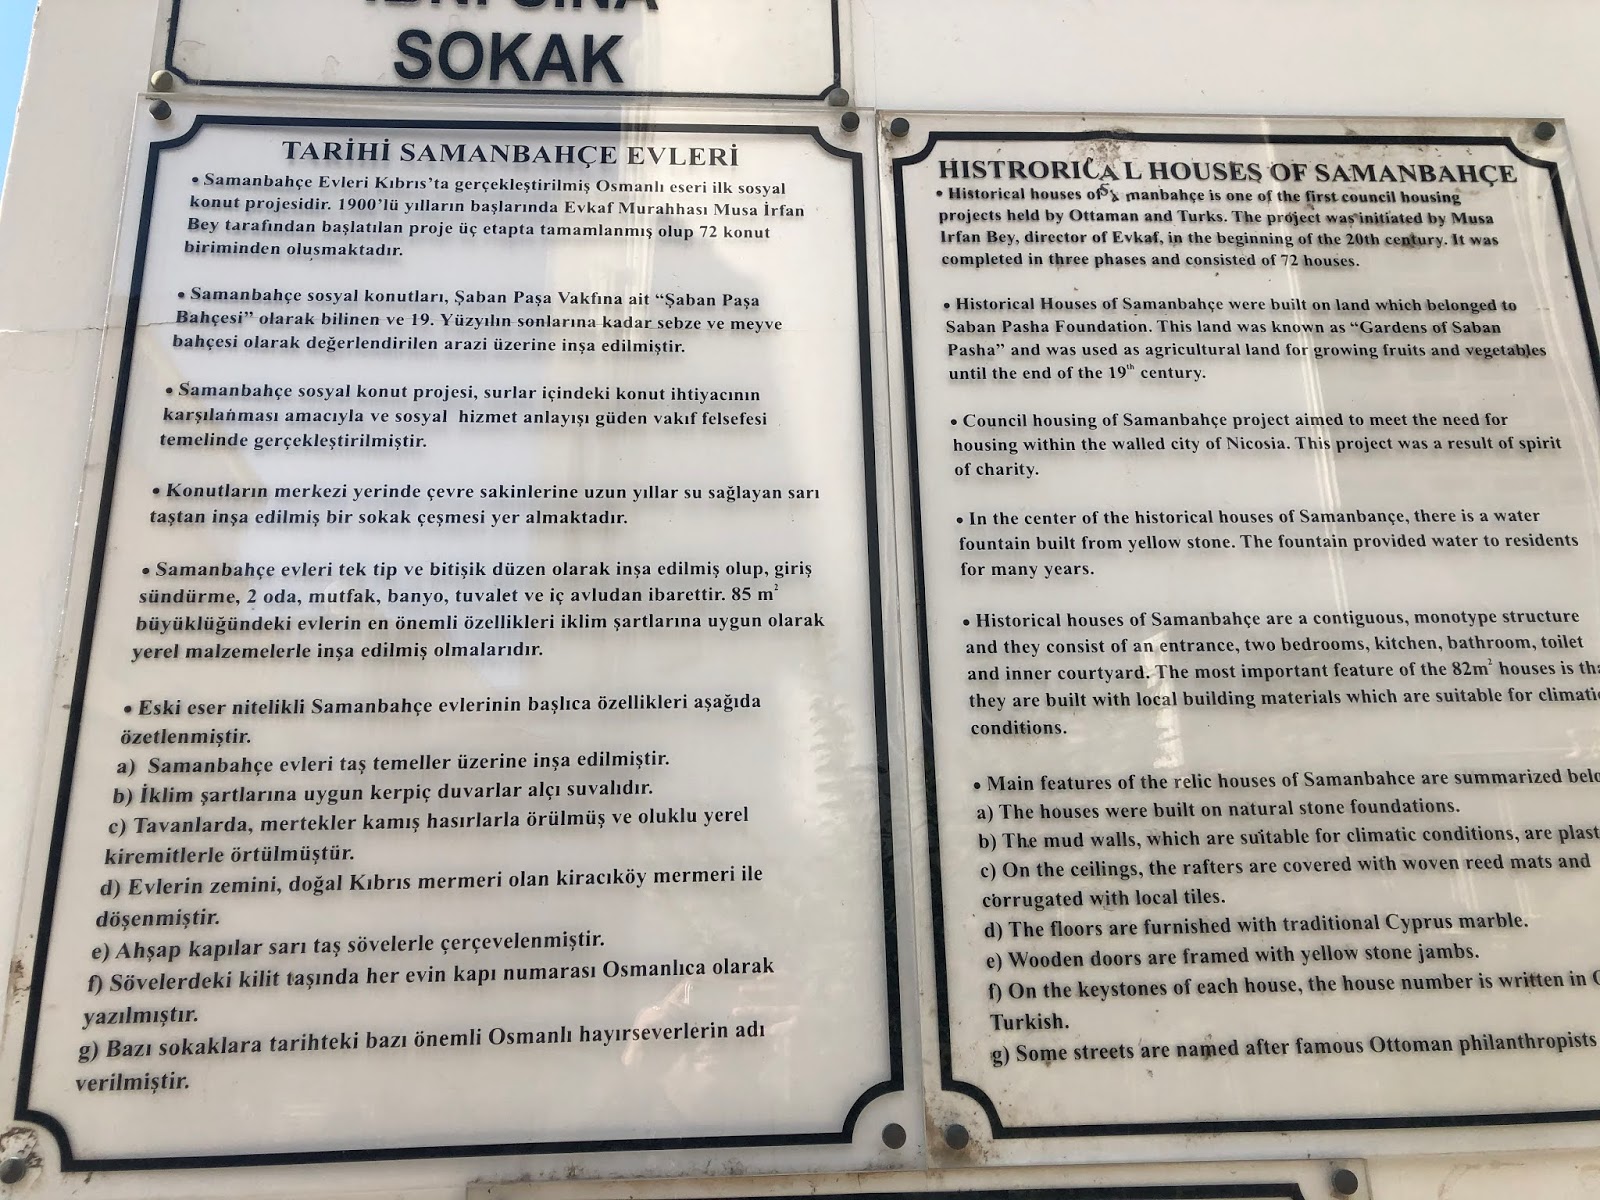 SOKAK
TARİHİ SAMANBAHÇE EVLERİ
• Samanbahçe Evleri Kıbrıs'ta gerçekleştirilmiş Osmanlı eseri ilk sosyal
konut projesidir. 1900'lü yılların başlarında Evkaf Murahhası Musa İrfan
Bey tarafından başlatılan proje üç etapta tamamlanmış olup 72 konut
biriminden oluşmaktadır.
• Samanbahçe sosyal konutları, Şaban Paşa Vakfına ait “Şaban Paşa
Bahçesi” olarak bilinen ve 19. Yüzyılın sonlarına kadar sebze ve meyve
bahçesi olarak değerlendirilen arazi üzerine inşa edilmiştir.
• Samanbahçe sosyal konut projesi, surlar içindeki konut ihtiyacının
karşılanması amacıyla ve sosyal hizmet anlayışı güden vakıf felsefesi
temelinde gerçekleştirilmiştir.
• Konutların merkezi yerinde çevre sakinlerine uzun yıllar su sağlayan sarı
taştan inşa edilmiş bir sokak çeşmesi yer almaktadır.
• Samanbahçe evleri tek tip ve bitişik düzen olarak inşa edilmiş olup, giriş
sündürme, 2 oda, mutfak, banyo, tuvalet ve iç avludan ibarettir. 85 m²
büyüklüğündeki evlerin en önemli özellikleri iklim şartlarına uygun olarak
yerel malzemelerle inşa edilmiş olmalarıdır.
• Eski eser nitelikli Samanbahçe evlerinin başlıca özellikleri aşağıda
özetlenmiştir.
a) Samanbahçe evleri taş temeller üzerine inşa edilmiştir.
b) İklim şartlarına uygun kerpiç duvarlar alçı suvalıdır.
c) Tavanlarda, mertekler kamış hasırlarla örülmüş ve oluklu yerel
kiremitlerle örtülmüştür.
d) Evlerin zemini, doğal Kıbrıs mermeri olan kiracıköy mermeri ile
döşenmiştir.
e) Ahşap kapılar sarı taş sövelerle çerçevelenmiştir.
f) Sövelerdeki kilit taşında her evin kapı numarası Osmanlıca olarak
yazılmıştır.
g) Bazı sokaklara tarihteki bazı önemli Osmanlı hayırseverlerin adı
verilmiştir.
HISTRORICAL HOUSES OF SAMANBAHÇE
• Historical houses of Samanbahçe is one of the first council housing
projects held by Ottaman and Turks. The project was initiated by Musa
Irfan Bey, director of Evkaf, in the beginning of the 20th century. It was
completed in three phases and consisted of 72 houses.
• Historical Houses of Samanbahçe were built on land which belonged to
Saban Pasha Foundation. This land was known as “Gardens of Saban
Pasha” and was used as agricultural land for growing fruits and vegetables
until the end of the 19th century.
• Council housing of Samanbahçe project aimed to meet the need for
housing within the walled city of Nicosia. This project was a result of spirit
of charity.
• In the center of the historical houses of Samanbançe, there is a water
fountain built from yellow stone. The fountain provided water to residents
for many years.
• Historical houses of Samanbahçe are a contiguous, monotype structure
and they consist of an entrance, two bedrooms, kitchen, bathroom, toilet
and inner courtyard. The most important feature of the 82m² houses is tha
they are built with local building materials which are suitable for climati
conditions.
• Main features of the relic houses of Samanbahce are summarized belo
a) The houses were built on natural stone foundations.
b) The mud walls, which are suitable for climatic conditions, are plast
c) On the ceilings, the rafters are covered with woven reed mats and
corrugated with local tiles.
d) The floors are furnished with traditional Cyprus marble.
e) Wooden doors are framed with yellow stone jambs.
f) On the keystones of each house, the house number is written in
Turkish.
g) Some streets are named after famous Ottoman philanthropists